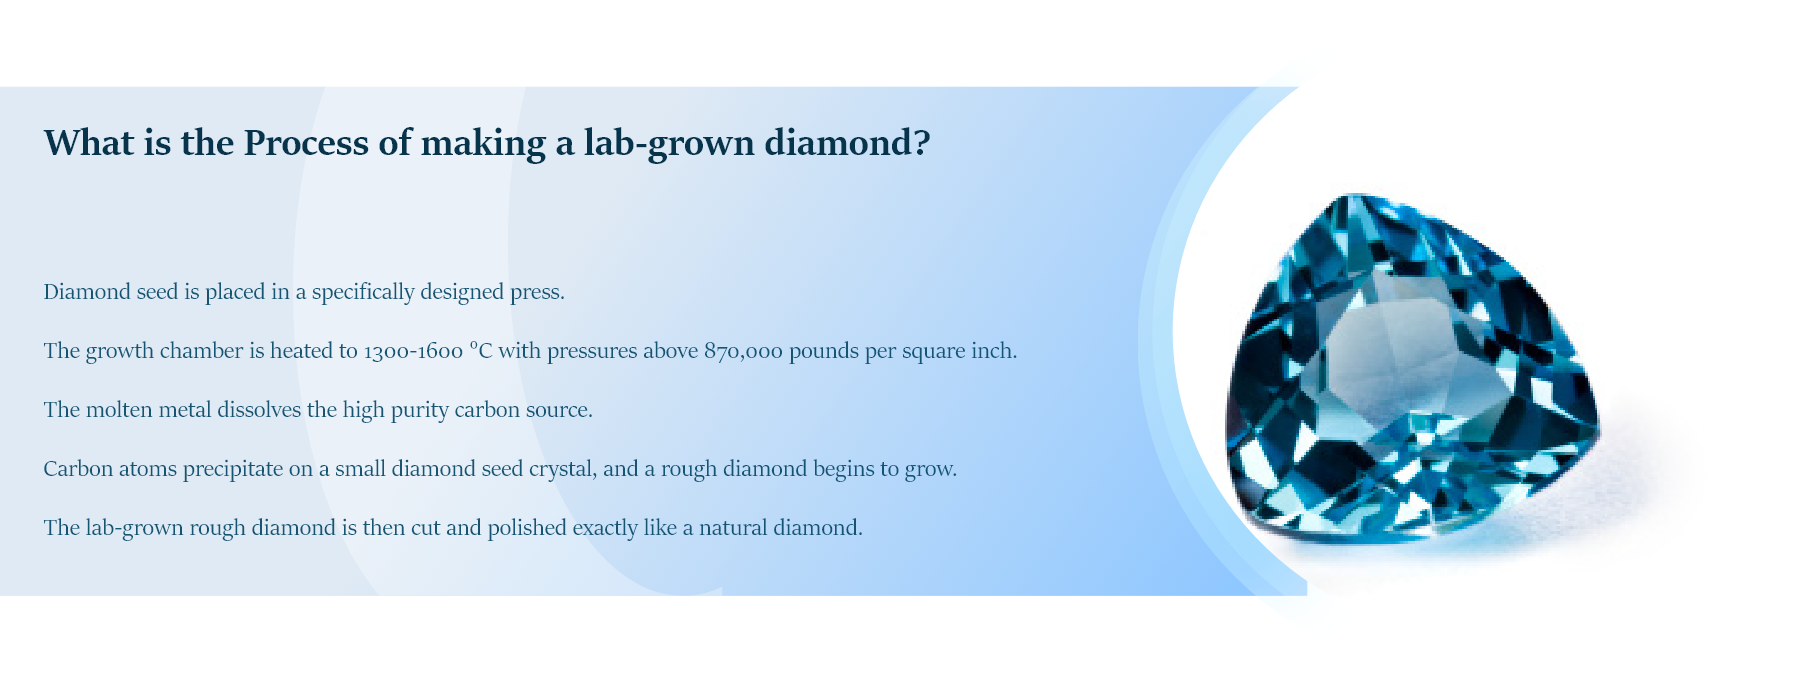 What is the Process of making a lab-grown diamond?
Diamond seed is placed in a specifically designed press.
The growth chamber is heated to 1300-1600 ⁰C with pressures above 870,000 pounds per square inch.
The molten metal dissolves the high purity carbon source.
Carbon atoms precipitate on a small diamond seed crystal, and a rough diamond begins to grow.
The lab-grown rough diamond is then cut and polished exactly like a natural diamond.